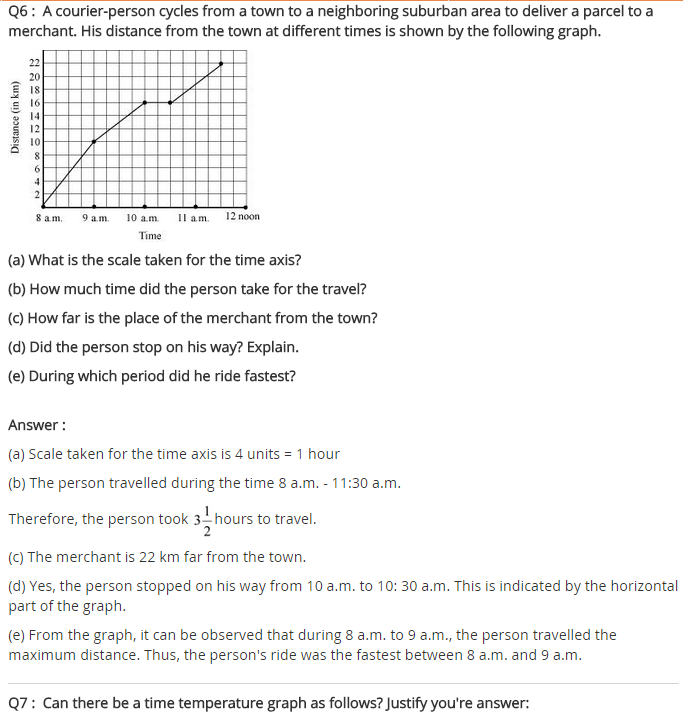 Q6 : A courier-person cycles from a town to a neighboring suburban area to deliver a parcel to a
merchant. His distance from the town at different times is shown by the following graph.
22
20
18
16
14
12
10
8
6
4
2
Distance (in km)
8 a.m. 9 a.m. 10 a.m. 11 a.m. 12 noon
Time
(a) What is the scale taken for the time axis?
(b) How much time did the person take for the travel?
(c) How far is the place of the merchant from the town?
(d) Did the person stop on his way? Explain.
(e) During which period did he ride fastest?
Answer :
(a) Scale taken for the time axis is 4 units = 1 hour
(b) The person travelled during the time 8 a.m. - 11:30 a.m.
Therefore, the person took 3 1/2 hours to travel.
(c) The merchant is 22 km far from the town.
(d) Yes, the person stopped on his way from 10 a.m. to 10: 30 a.m. This is indicated by the horizontal
part of the graph.
(e) From the graph, it can be observed that during 8 a.m. to 9 a.m., the person travelled the
maximum distance. Thus, the person's ride was the fastest between 8 a.m. and 9 a.m.
Q7 : Can there be a time temperature graph as follows? Justify you're answer: